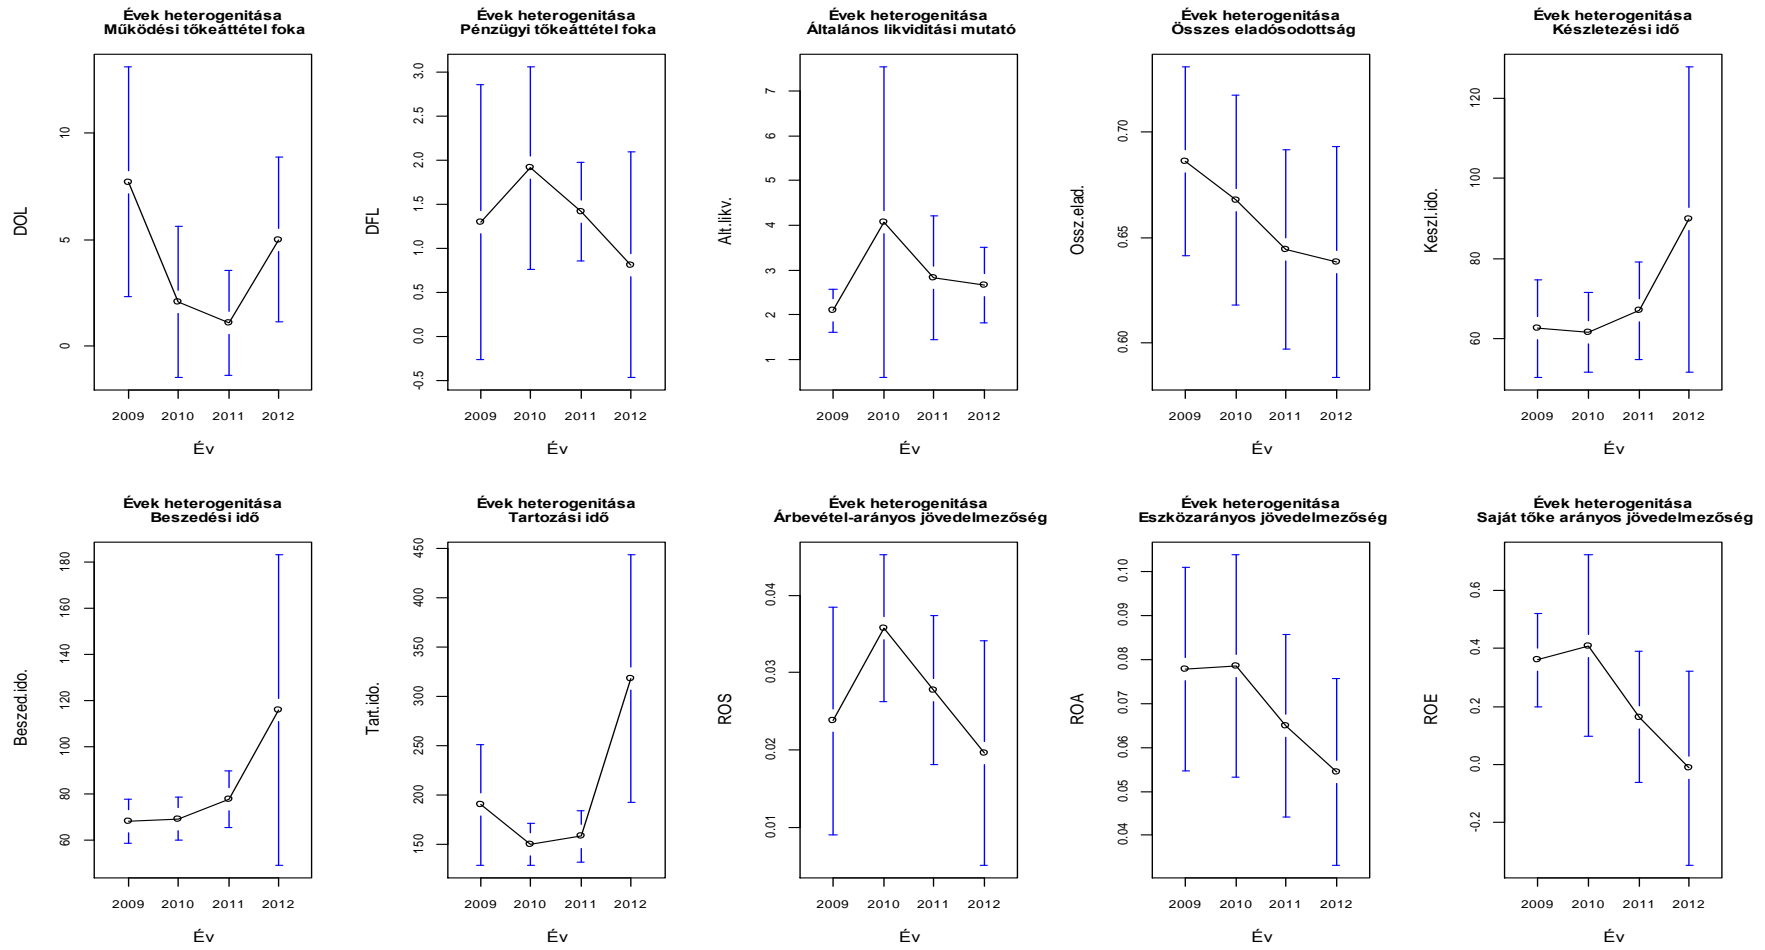 Évek heterogenitása
Működési tőkeáttétel foka
DOL
10
5
0
2009 2010 2011 2012
Év
Évek heterogenitása
Pénzügyi tőkeáttétel foka
DFL
3.0
2.5
2.0
1.5
1.0
0.5
0.0
-0.5
2009 2010 2011 2012
Év
Évek heterogenitása
Általános likviditási mutató
Alt.likv.
7
6
5
4
3
2
1
2009 2010 2011 2012
Év
Évek heterogenitása
Összes eladósodottság
Ossz.elad.
0.70
0.65
0.60
2009 2010 2011 2012
Év
Évek heterogenitása
Készletezési idő
Keszl.ido.
120
100
80
60
2009 2010 2011 2012
Év
Évek heterogenitása
Beszedési idő
Beszed.ido.
180
160
140
120
100
80
60
2009 2010 2011 2012
Év
Évek heterogenitása
Tartozási idő
Tart.ido.
450
400
350
300
250
200
150
2009 2010 2011 2012
Év
Évek heterogenitása
Árbevétel-arányos jövedelmezőség
ROS
0.04
0.03
0.02
0.01
2009 2010 2011 2012
Év
Évek heterogenitása
Eszközarányos jövedelmezőség
ROA
0.10
0.09
0.08
0.07
0.06
0.05
0.04
2009 2010 2011 2012
Év
Évek heterogenitása
Saját tőke arányos jövedelmezőség
ROE
0.6
0.4
0.2
0.0
-0.2
2009 2010 2011 2012
Év